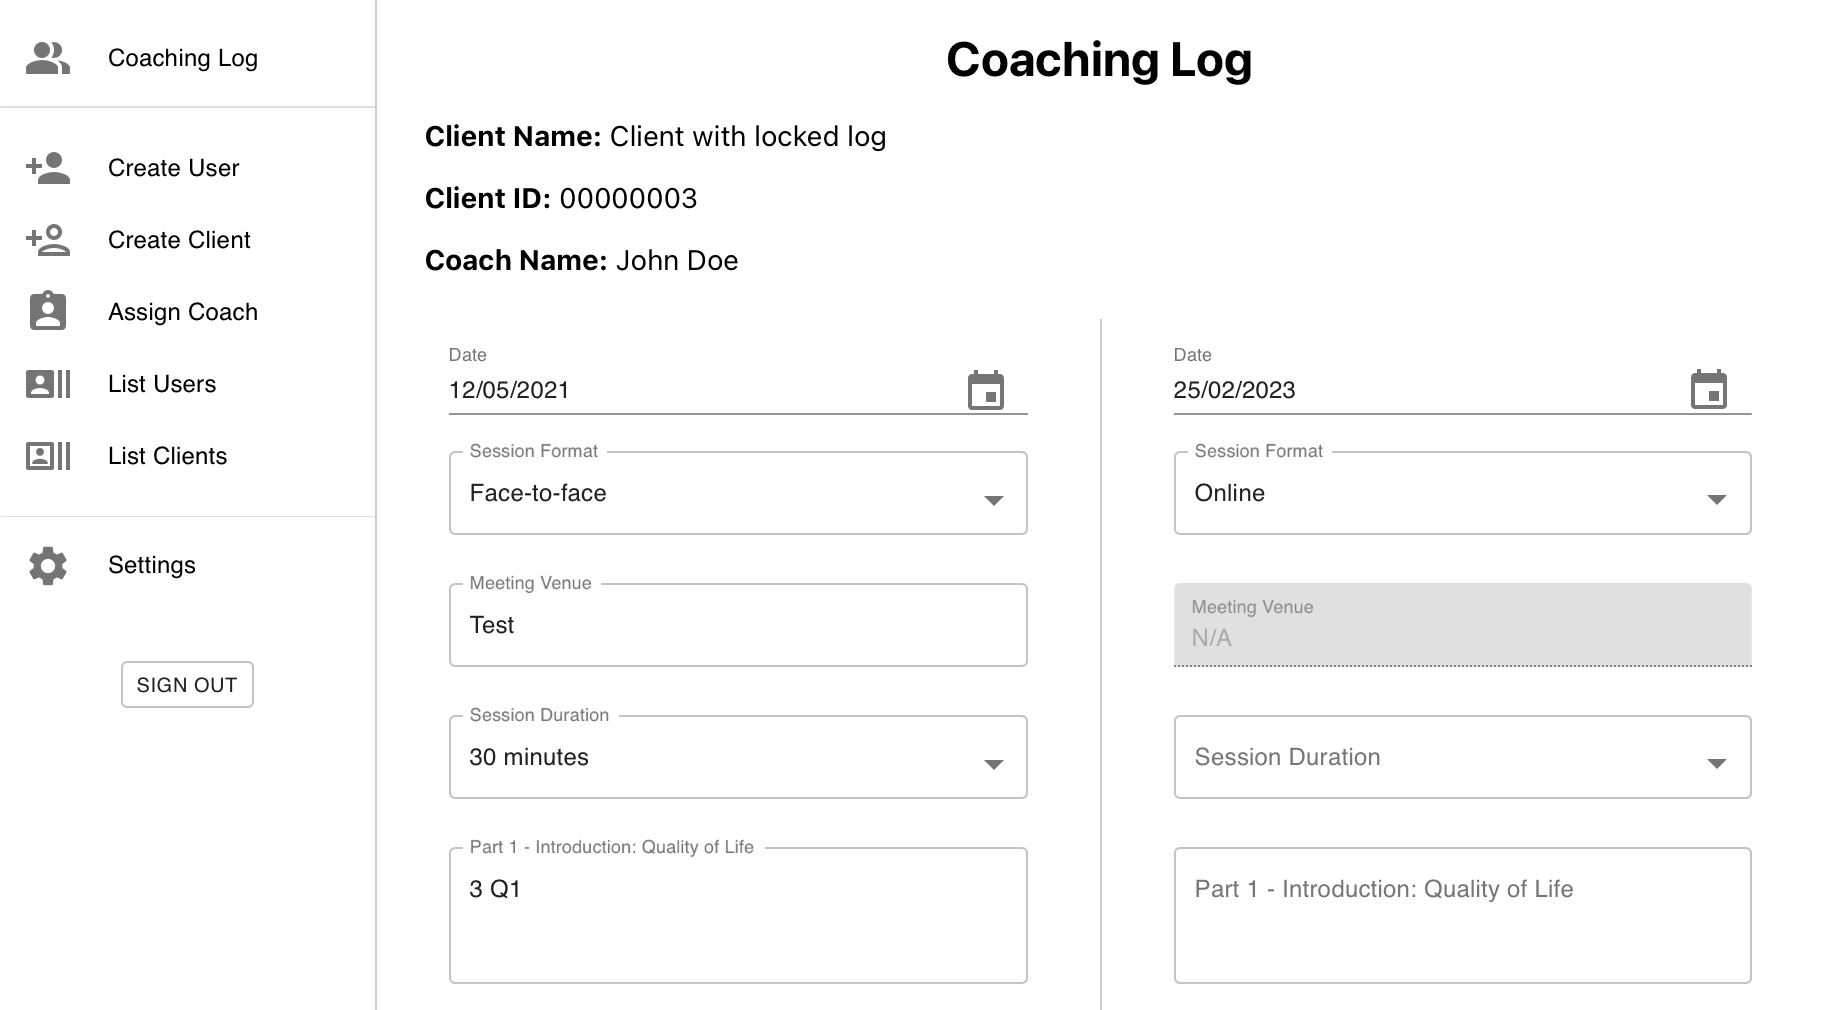 Coaching Log
Create User
Create Client
Assign Coach
List Users
List Clients
Settings
SIGN OUT
Coaching Log
Client Name: Client with locked log
Client ID: 00000003
Coach Name: John Doe
Date
12/05/2021
Session Format
Face-to-face
Meeting Venue
Test
Session Duration
30 minutes
Part 1 - Introduction: Quality of Life
3 Q1
Date
25/02/2023
Session Format
Online
Meeting Venue
N/A
Session Duration
Part 1 - Introduction: Quality of Life